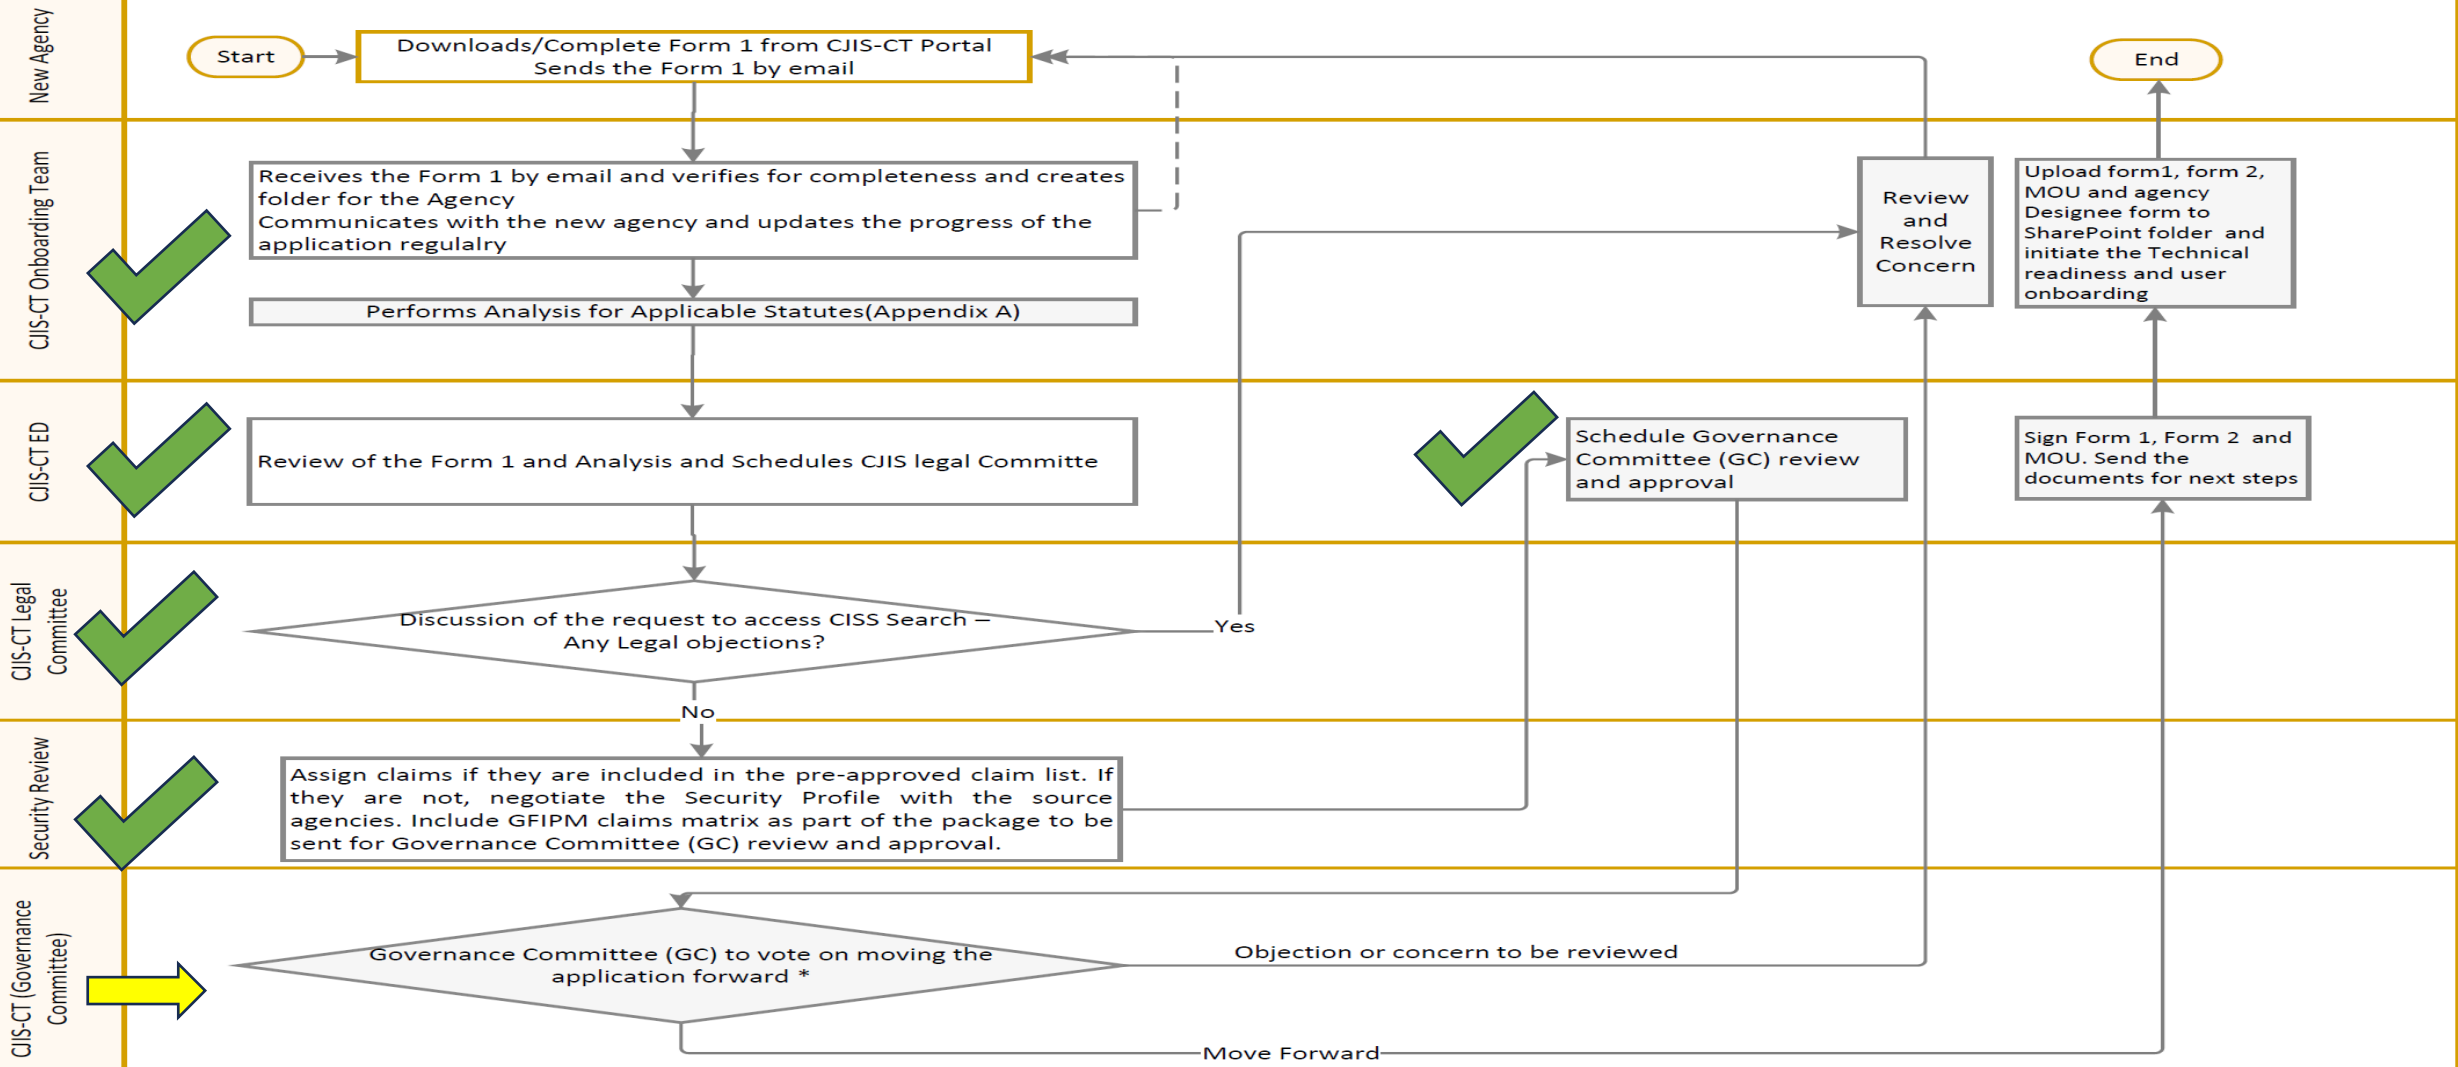 New Agency
Start
Downloads/Complete Form 1 from CJIS-CT Portal
Sends the Form 1 by email
End
CJIS-CT Onboarding Team
Receives the Form 1 by email and verifies for completeness and creates
folder for the Agency
Communicates with the new agency and updates the progress of the
application regulalry
Performs Analysis for Applicable Statutes(Appendix A)
Review
and
Resolve
Concern
Upload form1, form 2,
MOU and agency
Designee form to
SharePoint folder and
initiate the Technical
readiness and user
onboarding
CJIS-CT ED
Review of the Form 1 and Analysis and Schedules CJIS legal Committe
Schedule Governance
Committee (GC) review
and approval
Sign Form 1, Form 2 and
MOU. Send the
documents for next steps
CJIS-CT Legal
Committee
Discussion of the request to access CISS Search –
Any Legal objections?
Yes
No
Security Review
Assign claims if they are included in the pre-approved claim list. If
they are not, negotiate the Security Profile with the source
agencies. Include GFIPM claims matrix as part of the package to be
sent for Governance Committee (GC) review and approval.
CJIS-CT (Governance
Committee)
Governance Committee (GC) to vote on moving the
application forward *
Objection or concern to be reviewed
Move Forward